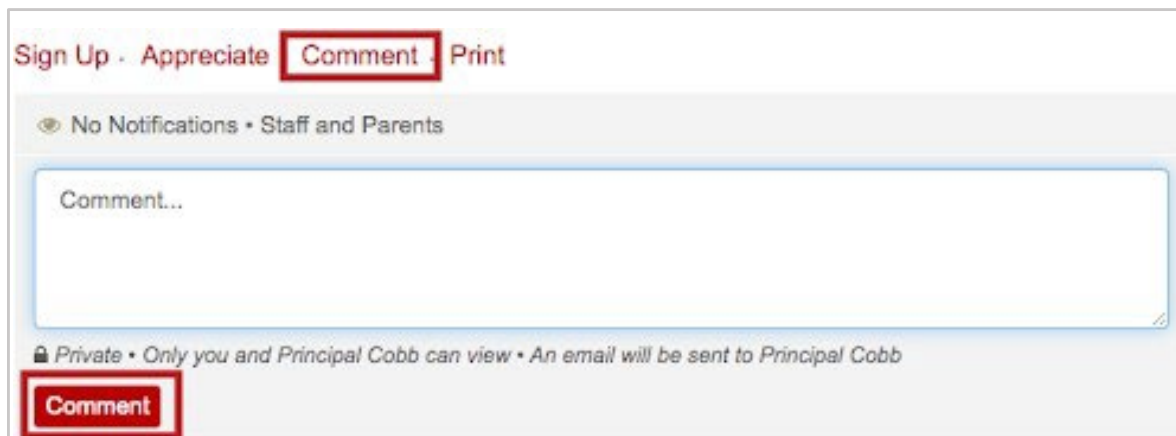 Sign Up · Appreciate Comment · Print
No Notifications • Staff and Parents
Comment...
Private • Only you and Principal Cobb can view • An email will be sent to Principal Cobb
Comment